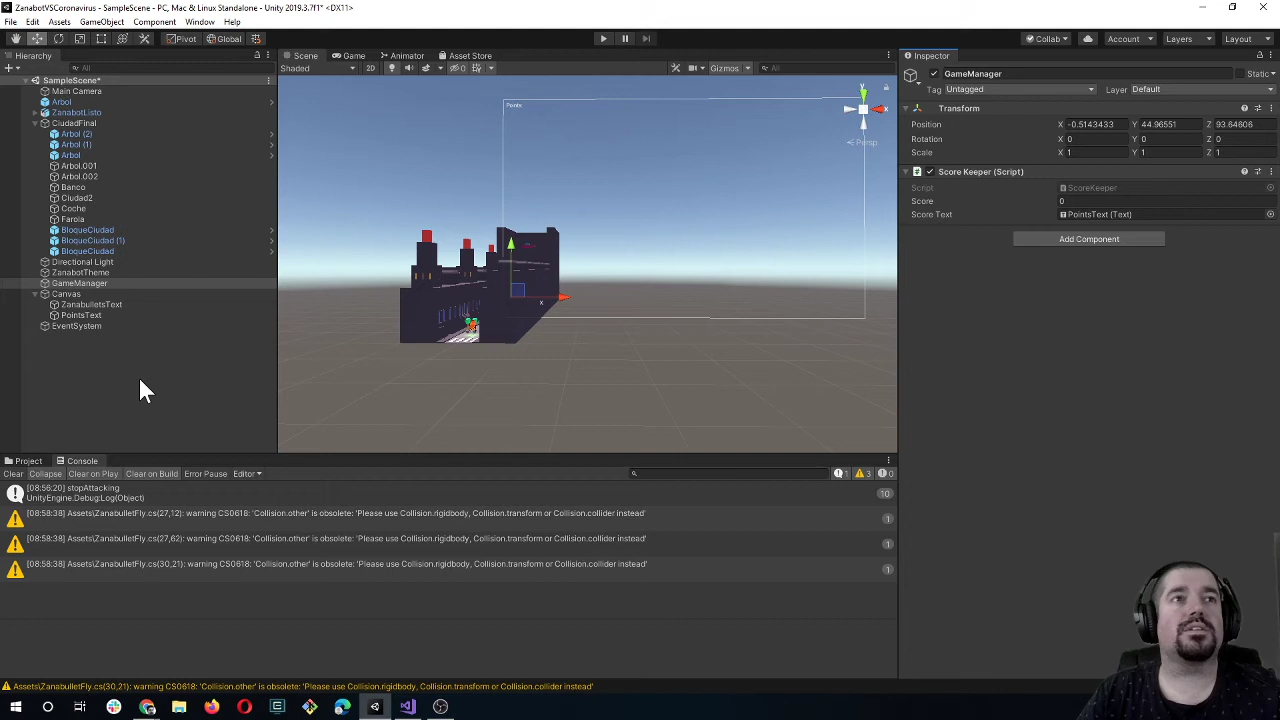 ZanabotVSCoronavirus - SampleScene - PC, Mac & Linux Standalone - Unity 2019.3.7f1* <DX11>
File Edit Assets GameObject Component Window Help
Pivot Global Collab Account Layers Layout
Hierarchy Scene Game Animator Asset Store Inspector
All Shaded 2D 0 Gizmos All
GameManager Static
Tag Untagged Layer Default
SampleScene*
Main Camera
Arbol
ZanabotListo
CiudadFinal
Arbol (2)
Arbol (1)
Arbol
Arbol.001
Arbol.002
Banco
Ciudad2
Coche
Farola
BloqueCiudad
BloqueCiudad (1)
BloqueCiudad
Directional Light
ZanabotTheme
GameManager
Canvas
ZanabulletsText
PointsText
EventSystem
Points
y
x
Persp
x
Transform
Position X -0.5143433 Y 44.96551 Z 93.64606
Rotation X 0 Y 0 Z 0
Scale X 1 Y 1 Z 1
Score Keeper (Script)
Script ScoreKeeper
Score 0
Score Text PointsText (Text)
Add Component
Project Console
Clear Collapse Clear on Play Clear on Build Error Pause Editor 1 3 0
[08:56:20] stopAttacking
UnityEngine.Debug:Log(Object) 10
[08:58:38] Assets\ZanabulletFly.cs(27,12): warning CS0618: 'Collision.other' is obsolete: 'Please use Collision.rigidbody, Collision.transform or Collision.collider instead' 1
[08:58:38] Assets\ZanabulletFly.cs(27,62): warning CS0618: 'Collision.other' is obsolete: 'Please use Collision.rigidbody, Collision.transform or Collision.collider instead' 1
[08:58:38] Assets\ZanabulletFly.cs(30,21): warning CS0618: 'Collision.other' is obsolete: 'Please use Collision.rigidbody, Collision.transform or Collision.collider instead' 1
Assets\ZanabulletFly.cs(30,21): warning CS0618: 'Collision.other' is obsolete: 'Please use Collision.rigidbody, Collision.transform or Collision.collider instead'